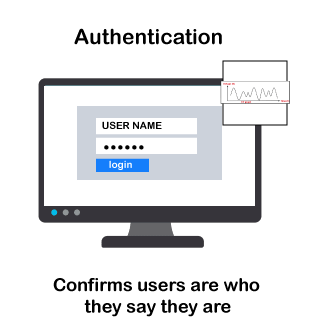 Authentication
USER NAME
••••••
login
Confirms users are who
they say they are